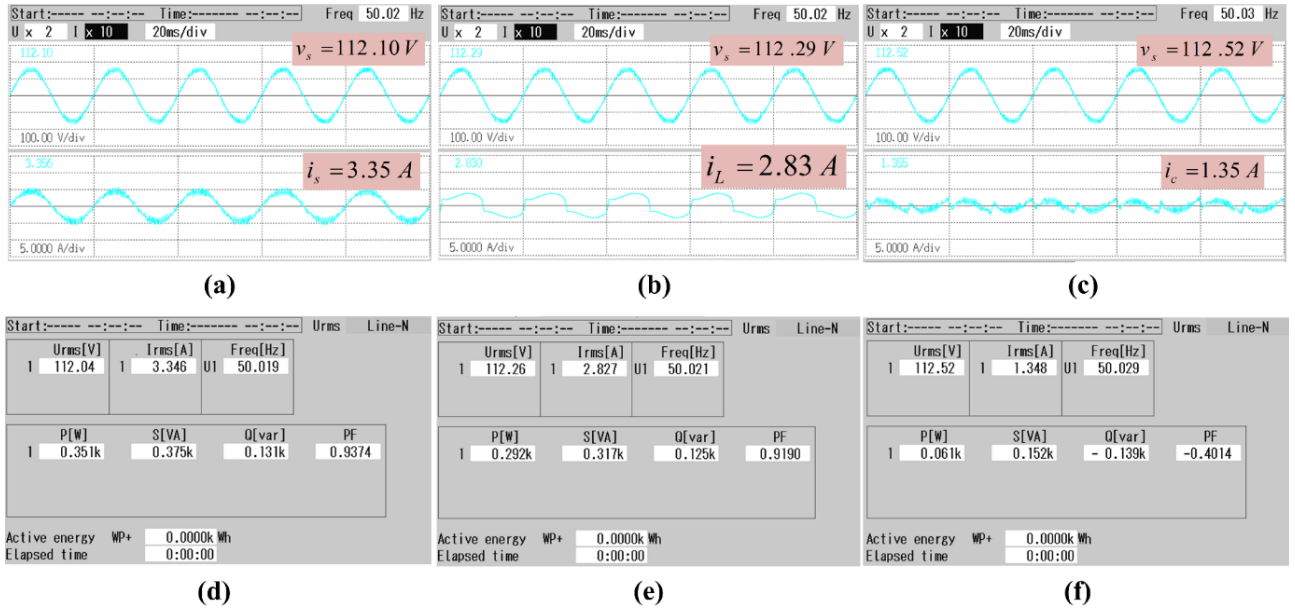 Start:----- --:--:-- Time:------- --:--:-- Freq 50.02 Hz
U x 2 I x 10 20ms/div
112.10
v_s = 112 .10 V
100.00 V/div
3.356
i_s = 3.35 A
5.0000 A/div
(a)
Start:----- --:--:-- Time:------- --:--:-- Freq 50.02 Hz
U x 2 I x 10 20ms/div
112.29
v_s = 112 .29 V
100.00 V/div
2.830
i_L = 2.83 A
5.0000 A/div
(b)
Start:----- --:--:-- Time:------- --:--:-- Freq 50.03 Hz
U x 2 I x 10 20ms/div
112.52
v_s = 112 .52 V
100.00 V/div
1.355
i_c = 1.35 A
5.0000 A/div
(c)
Start:----- --:--:-- Time:------- --:--:-- Urms Line-N
Urms[V] Irms[A] Freq[Hz]
1 112.04 1 3.346 U1 50.019
P[W] S[VA] Q[var] PF
1 0.351k 0.375k 0.131k 0.9374
Active energy WP+ 0.0000k Wh
Elapsed time 0:00:00
(d)
Start:----- --:--:-- Time:------- --:--:-- Urms Line-N
Urms[V] Irms[A] Freq[Hz]
1 112.26 1 2.827 U1 50.021
P[W] S[VA] Q[var] PF
1 0.292k 0.317k 0.125k 0.9190
Active energy WP+ 0.0000k Wh
Elapsed time 0:00:00
(e)
Start:----- --:--:-- Time:------- --:--:-- Urms Line-N
Urms[V] Irms[A] Freq[Hz]
1 112.52 1 1.348 U1 50.029
P[W] S[VA] Q[var] PF
1 0.061k 0.152k - 0.139k -0.4014
Active energy WP+ 0.0000k Wh
Elapsed time 0:00:00
(f)